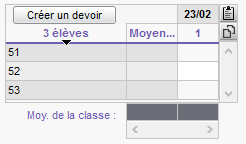 Créer un devoir 23/02
3 élèves Moyen... 1
51
52
53
Moy. de la classe :